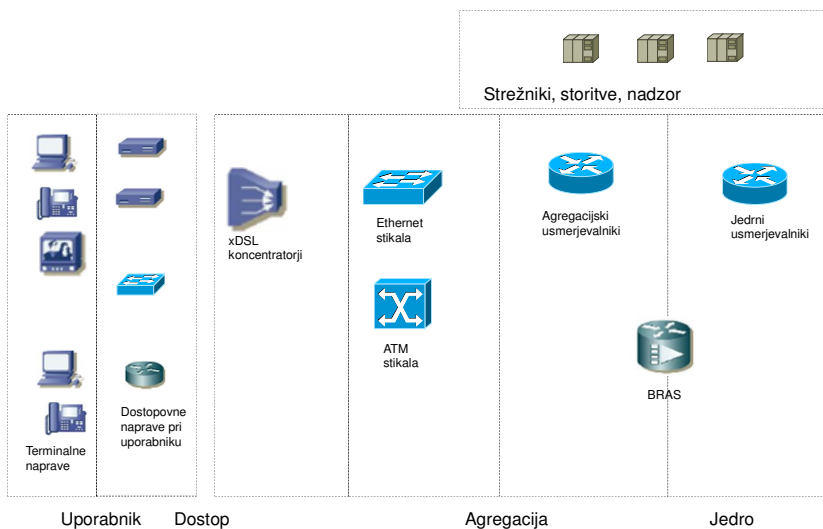 Strežniki, storitve, nadzor
Ethernet
stikala
Agregacijski
usmerjevalniki
Jedrni
usmerjevalniki
xDSL
koncentratorji
ATM
stikala
BRAS
Dostopovne
naprave pri
uporabniku
Terminalne
naprave
Uporabnik
Dostop
Agregacija
Jedro